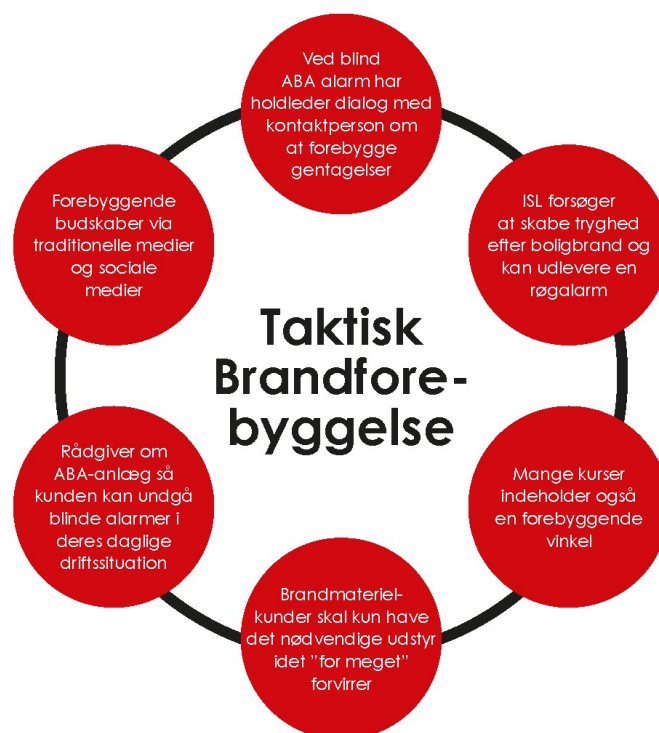 Ved blind
ABA alarm har
holdleder dialog med
kontaktperson om
at forebygge
gentagelser
ISL forsøger
at skabe tryghed
efter boligbrand og
kan udlevere en
røgalarm
Mange kurser
indeholder også
en forebyggende
vinkel
Brandmateriel-
kunder skal kun have
det nødvendige udstyr
idet ”for meget”
forvirrer
Rådgiver om
ABA-anlæg så
kunden kan undgå
blinde alarmer i
deres daglige
driftssituation
Forebyggende
budskaber via
traditionelle medier
og sociale
medier
Taktisk
Brandfore-
byggelse